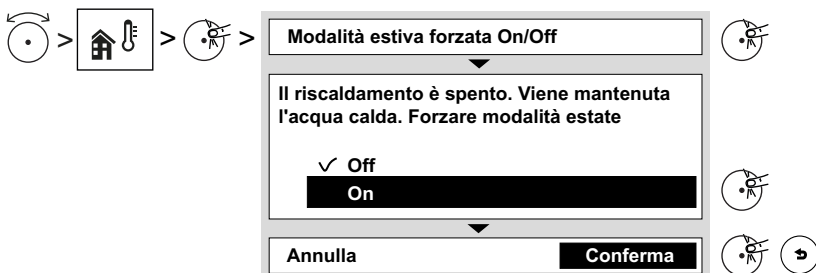 > > >
Modalità estiva forzata On/Off
Il riscaldamento è spento. Viene mantenuta
l'acqua calda. Forzare modalità estate
✓ Off
On
Annulla Conferma